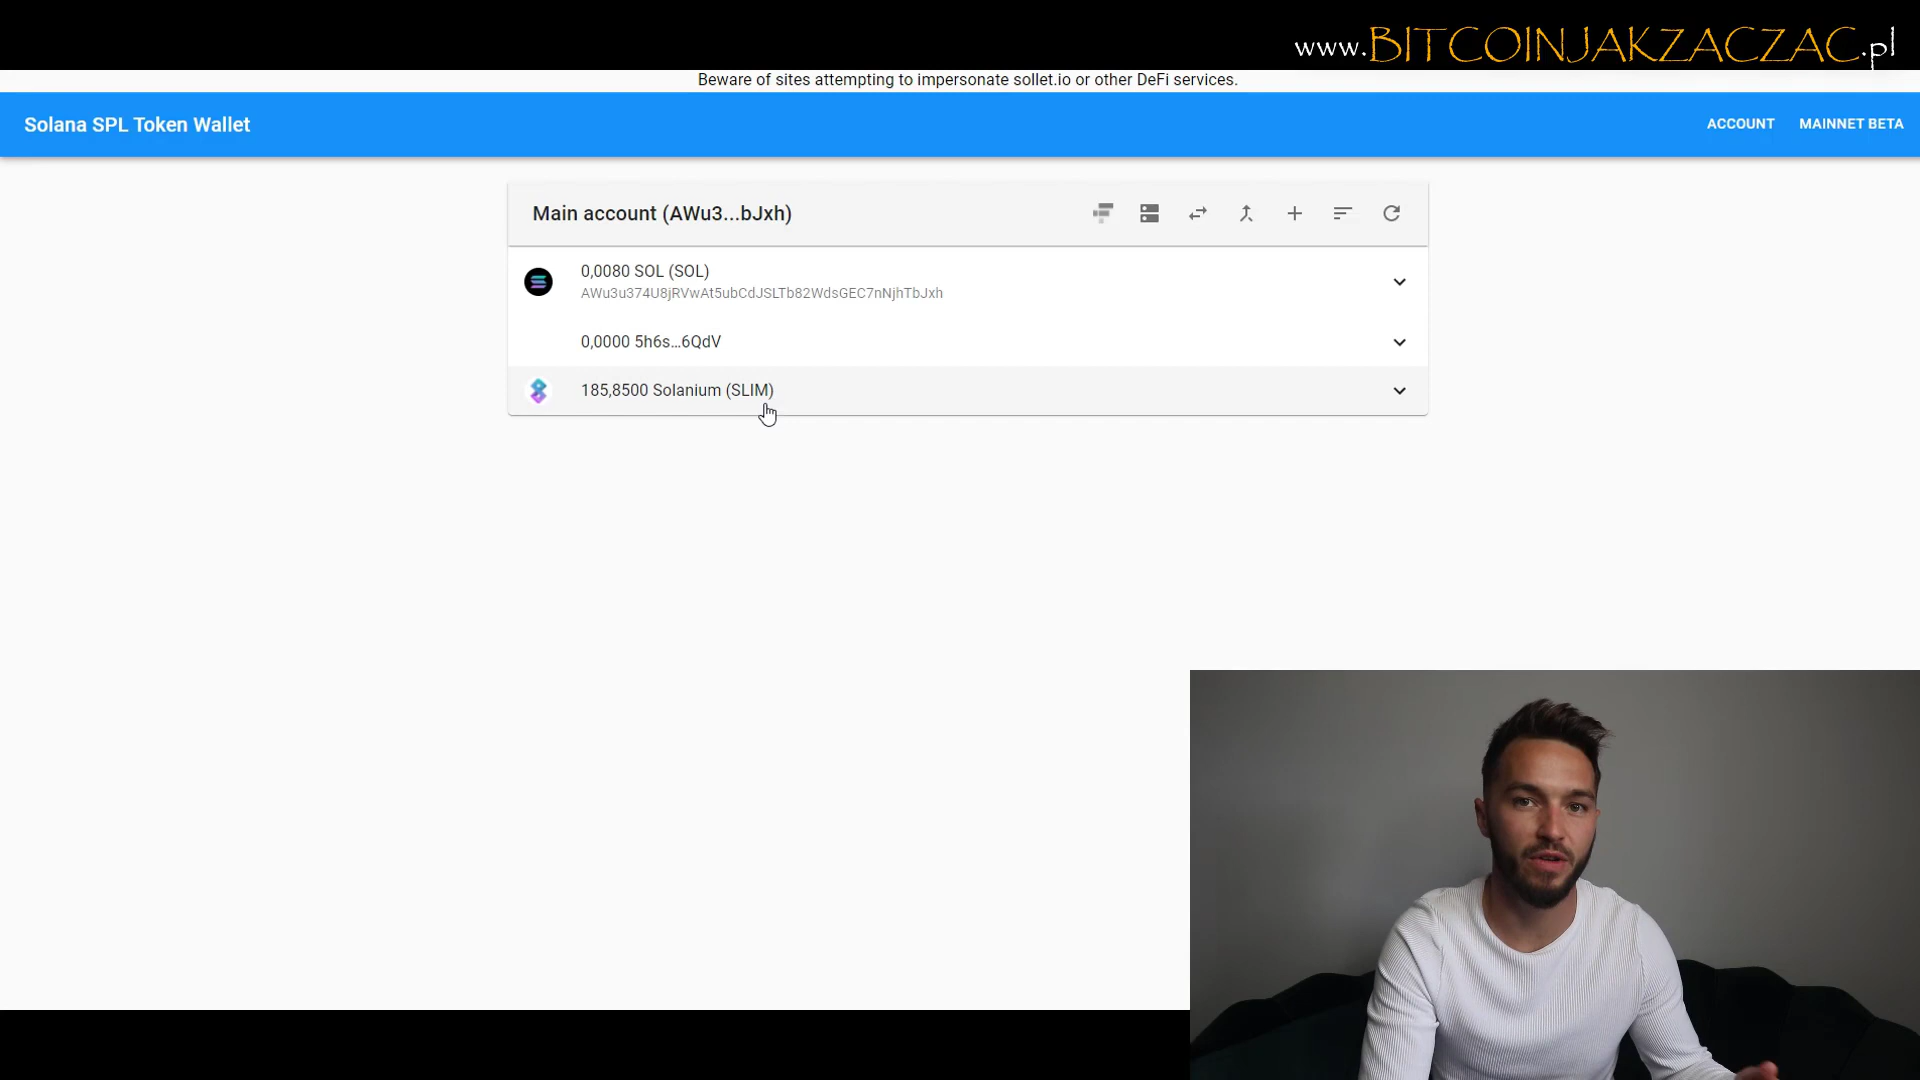 www.BITCOINJAKZACZAC.pl
Beware of sites attempting to impersonate sollet.io or other DeFi services.
Solana SPL Token Wallet
ACCOUNT
MAINNET BETA
Main account (AWu3...bJxh)
0,0080 SOL (SOL)
AWu3u374U8jRVwAt5ubCdJSLTb82WdsGEC7nNjhTbJxh
0,0000 5h6s…6QdV
185,8500 Solanium (SLIM)